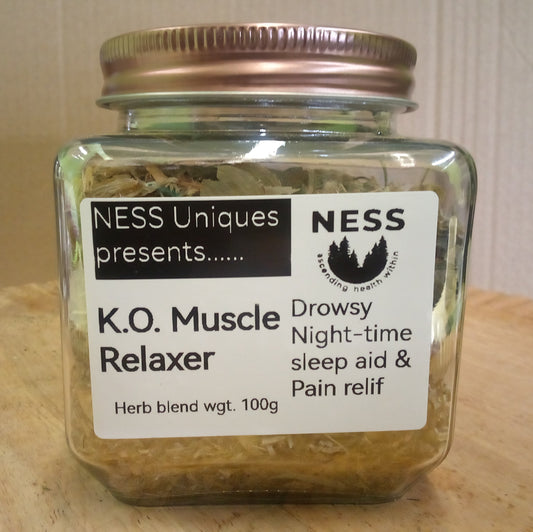 NESS Uniques
presents......
K.O. Muscle
Relaxer
Herb blend wgt. 100g
NESS
ascending health within
Drowsy
Night-time
sleep aid &
Pain relif